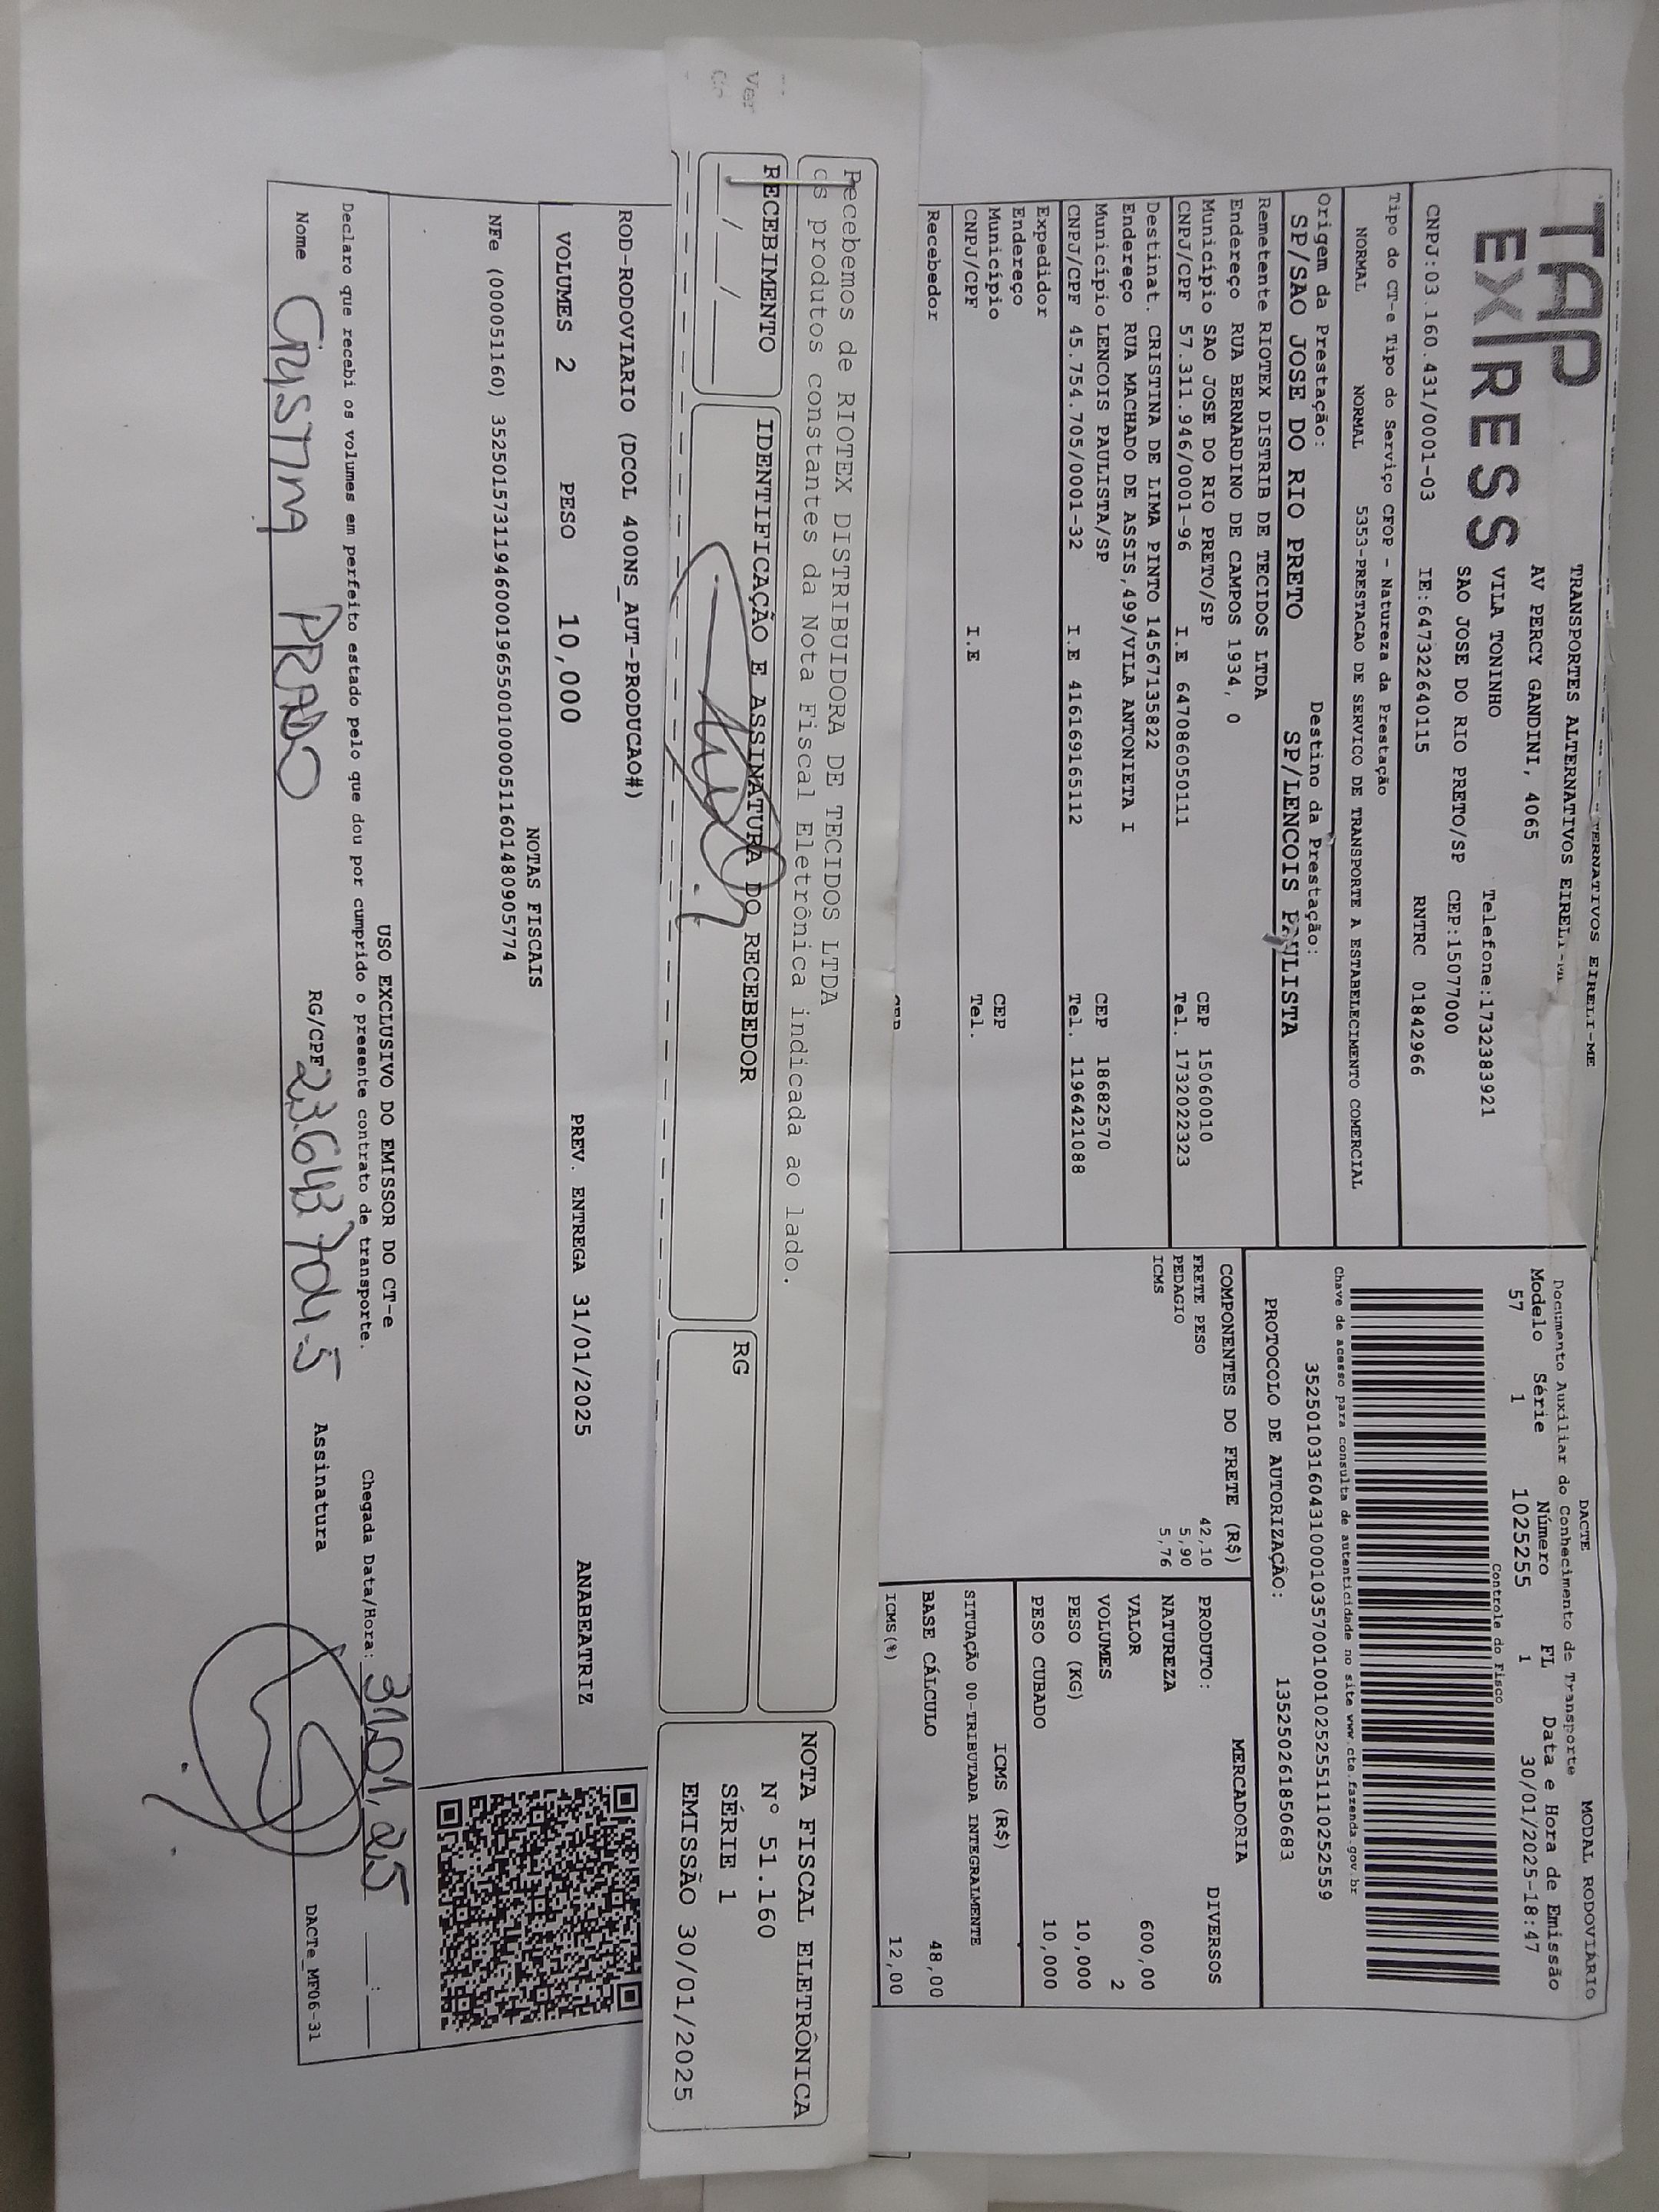 TERNATIVOS EIRELI-ME
TAP
EX/RESS
TRANSPORTES ALTERNATIVOS EIRELI-ME
AV PERCY GANDINI, 4065
VILA TONINHO
Telefone:1732383921
SAO JOSE DO RIO PRETO/SP CEP:15077000
CNPJ:03.160.431/0001-03 IE:647322640115 RNTRC 01842966
DACTE
MODAL RODOVIÁRIO
Documento Auxiliar do Conhecimento de Transporte
Modelo Série Número FL Data e Hora de Emissão
57 1 1025255 1 30/01/2025-18:47
Controle do Fisco
Chave de acesso para consulta de autenticidade no site www.cte.fazenda.gov.br
35250103160431000103570010010252551110252559
PROTOCOLO DE AUTORIZAÇÃO: 135250261850683
Tipo do CT-e Tipo do Serviço CFOP - Natureza da Prestação
NORMAL NORMAL 5353-PRESTACAO DE SERVICO DE TRANSPORTE A ESTABELECIMENTO COMERCIAL
Origem da Prestação: Destino da Prestação:
SP/SAO JOSE DO RIO PRETO SP/LENCOIS PAULISTA
Remetente RIOTEX DISTRIB DE TECIDOS LTDA
Endereço RUA BERNARDINO DE CAMPOS 1934, 0
Município SAO JOSE DO RIO PRETO/SP CEP 15060010
CNPJ/CPF 57.311.946/0001-96 I.E 647086050111 Tel. 1732022323
Destinat. CRISTINA DE LIMA PINTO 14567135822
Endereço RUA MACHADO DE ASSIS,499/VILA ANTONIETA I
Município LENCOIS PAULISTA/SP CEP 18682570
CNPJ/CPF 45.754.705/0001-32 I.E 416169165112 Tel. 1196421088
Expedidor
Endereço
Município CEP
CNPJ/CPF I.E Tel.
Recebedor
CEP
COMPONENTES DO FRETE (R$)
FRETE PESO 42,10
PEDAGIO 5,90
ICMS 5,76
MERCADORIA
PRODUTO: DIVERSOS
NATUREZA
VALOR 600,00
VOLUMES 2
PESO (KG) 10,000
PESO CUBADO 10,000
ICMS (R$)
SITUAÇÃO 00-TRIBUTADA INTEGRALMENTE
BASE CÁLCULO 48,00
ICMS(%) 12,00
Recebemos de RIOTEX DISTRIBUIDORA DE TECIDOS LTDA
os produtos constantes da Nota Fiscal Eletrônica indicada ao lado.
RECEBIMENTO
___/___/___
IDENTIFICAÇÃO E ASSINATURA DO RECEBEDOR
RG
NOTA FISCAL ELETRÔNICA
N° 51.160
SÉRIE 1
EMISSÃO 30/01/2025
ROD-RODOVIARIO (DCOL 400NS_AUT-PRODUCAO#)
VOLUMES 2 PESO 10,000 PREV. ENTREGA 31/01/2025 ANABEATRIZ
NOTAS FISCAIS
NFe (000051160) 35250157311946000196550010000511601480905774
USO EXCLUSIVO DO EMISSOR DO CT-e
Declaro que recebi os volumes em perfeito estado pelo que dou por cumprido o presente contrato de transporte.
Chegada Data/Hora: 31,01,25 ___:___
Nome CRISTINA PRADO RG/CPF 23.643704-5 Assinatura
DACTe_MF06-31